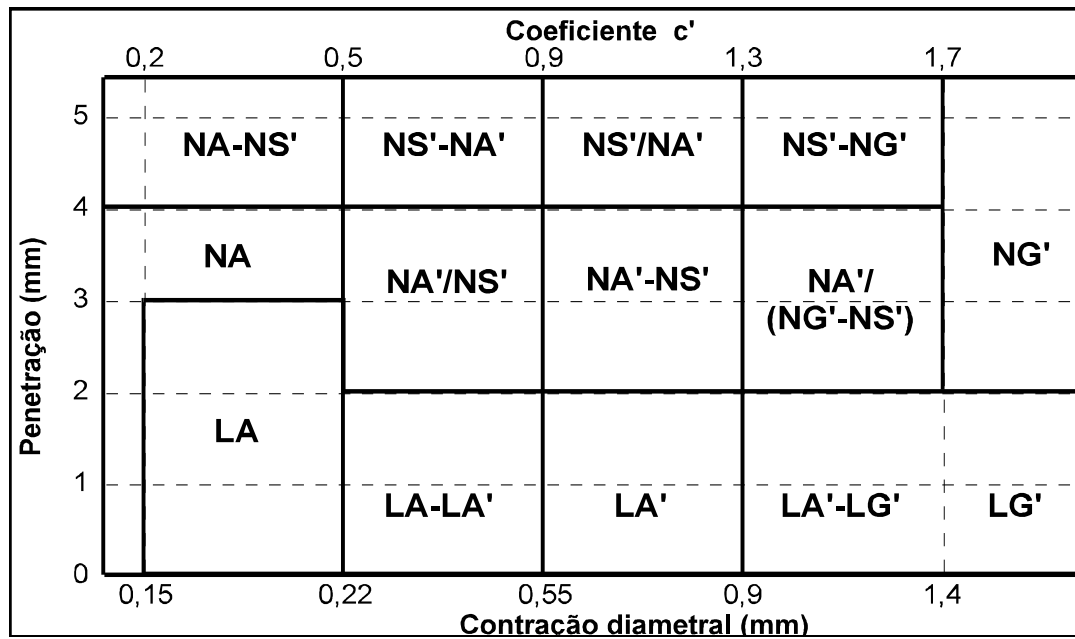 Coeficiente c'
0,2 0,5 0,9 1,3 1,7
5
NA-NS' NS'-NA' NS'/NA' NS'-NG'
4
NA NA'/NS' NA'-NS' NA'/
(NG'-NS') NG'
3
2
LA
1
LA-LA' LA' LA'-LG' LG'
0
Penetração (mm)
0,15 0,22 0,55 0,9 1,4
Contração diametral (mm)